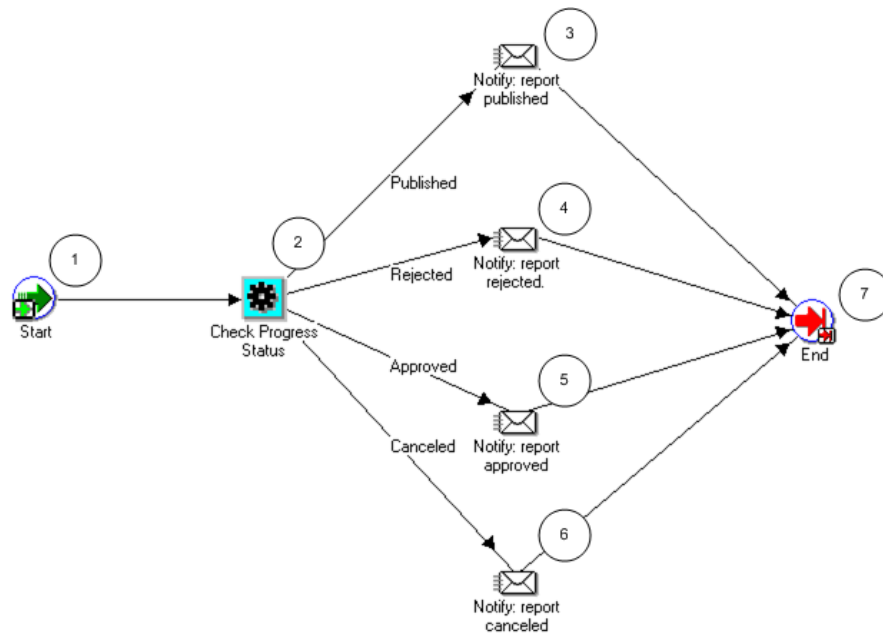 3
Notify: report
published
Published
4
2
Rejected
Notify: report
rejected.
1
7
Start
Check Progress
Status
End
Approved
5
Notify: report
approved
Canceled
6
Notify: report
canceled